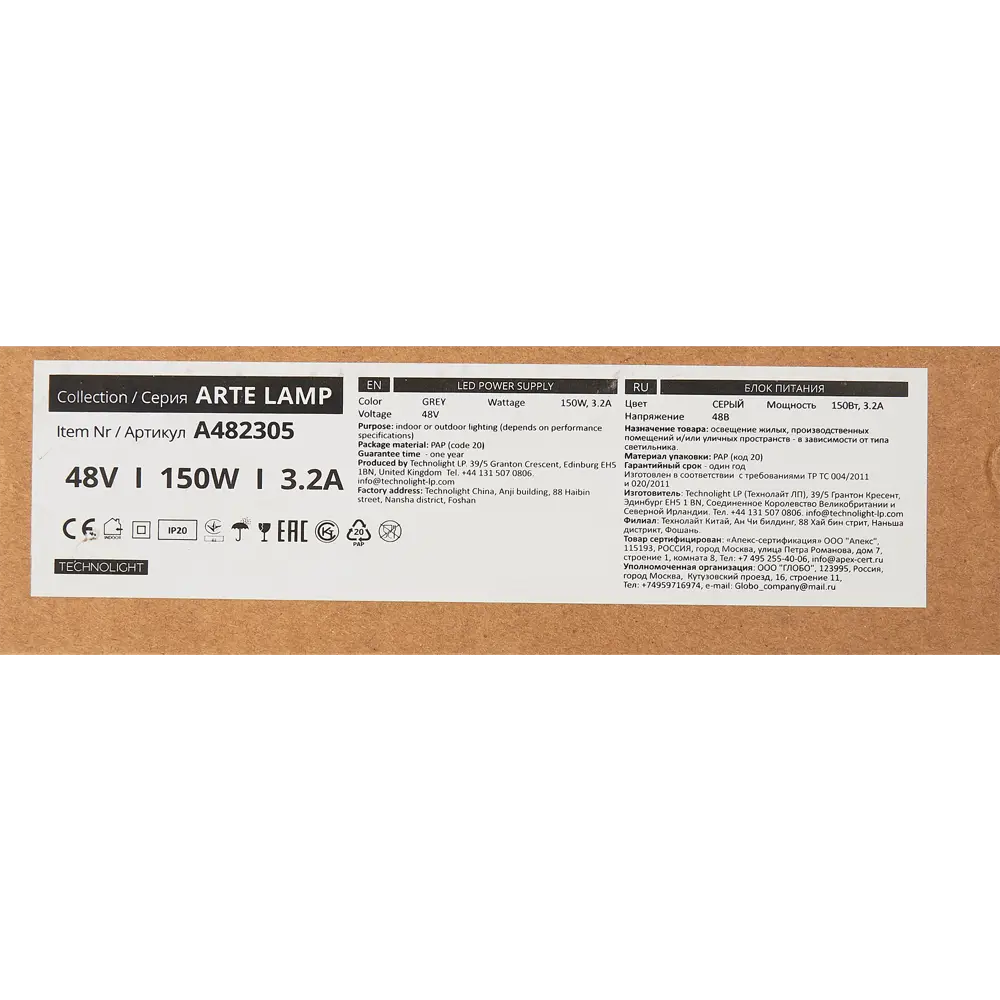 Collection / Серия ARTE LAMP
Item Nr / Артикул A482305
48V I 150W I 3.2A
CE INDOOR IP20 EAC 20 PAP
TECHNOLIGHT
EN LED POWER SUPPLY
Color GREY Wattage 150W, 3.2A
Voltage 48V
Purpose: indoor or outdoor lighting (depends on performance
specifications)
Package material: PAP (code 20)
Guarantee time - one year
Produced by Technolight LP. 39/5 Granton Crescent, Edinburg EH5
1BN, United Kingdom Tel. +44 131 507 0806.
info@technolight-lp.com
Factory address: Technolight China, Anji building, 88 Haibin
street, Nansha district, Foshan
RU БЛОК ПИТАНИЯ
Цвет СЕРЫЙ Мощность 150Вт, 3.2А
Напряжение 48В
Назначение товара: освещение жилых, производственных
помещений и/или уличных пространств - в зависимости от типа
светильника.
Материал упаковки: PAP (код 20)
Гарантийный срок - один год
Изготовлен в соответствии с требованиями ТР ТС 004/2011
и 020/2011
Изготовитель: Technolight LP (Технолайт ЛП), 39/5 Грантон Кресент,
Эдинбург EH5 1 BN, Соединенное Королевство Великобритании и
Северной Ирландии. Тел. +44 131 507 0806. info@technolight-lp.com
Филиал: Технолайт Китай, Ан Чи билдинг, 88 Хай бин стрит, Наньша
дистрикт, Фошань.
Товар сертифицирован: «Апекс-сертификация» ООО "Апекс",
115193, РОССИЯ, город Москва, улица Петра Романова, дом 7,
строение 1, комната 8, Тел: +7 495 255-40-06, info@apex-cert.ru
Уполномоченная организация: ООО "ГЛОБО", 123995, Россия,
город Москва, Кутузовский проезд, 16, строение 11,
Тел: +74959716974, e-mail: Globo_company@mail.ru